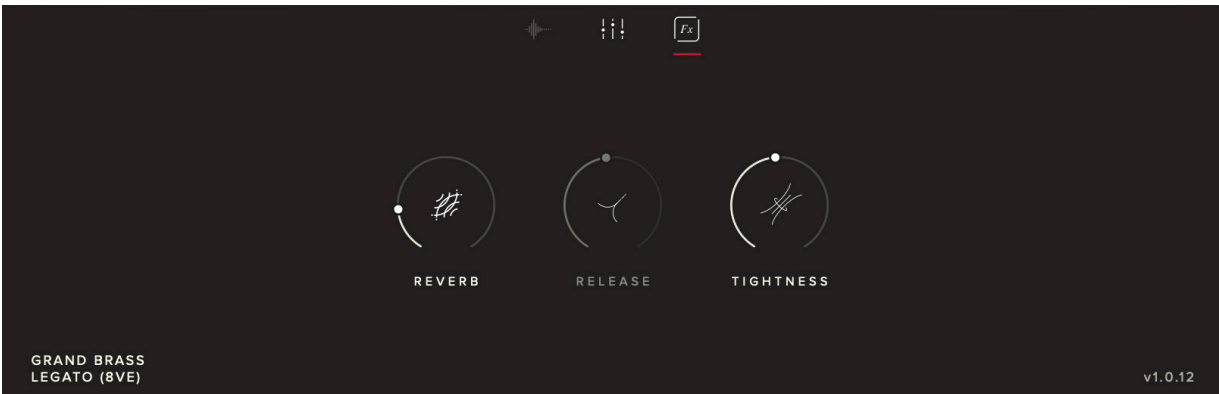 Fx
REVERB
RELEASE
TIGHTNESS
GRAND BRASS
LEGATO (8VE)
v1.0.12